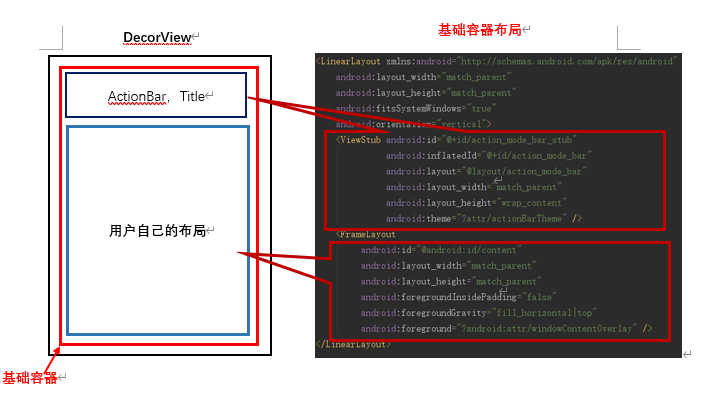 DecorView
ActionBar，Title
用户自己的布局
基础容器
基础容器布局
<LinearLayout xmlns:android="http://schemas.android.com/apk/res/android"
android:layout_width="match_parent"
android:layout_height="match_parent"
android:fitsSystemWindows="true"
android:orientation="vertical">
<ViewStub android:id="@+id/action_mode_bar_stub"
android:inflatedId="@+id/action_mode_bar"
android:layout="@layout/action_mode_bar"
android:layout_width="match_parent"
android:layout_height="wrap_content"
android:theme="?attr/actionBarTheme" />
<FrameLayout
android:id="@android:id/content"
android:layout_width="match_parent"
android:layout_height="match_parent"
android:foregroundInsidePadding="false"
android:foregroundGravity="fill_horizontal|top"
android:foreground="?android:attr/windowContentOverlay" />
</LinearLayout>